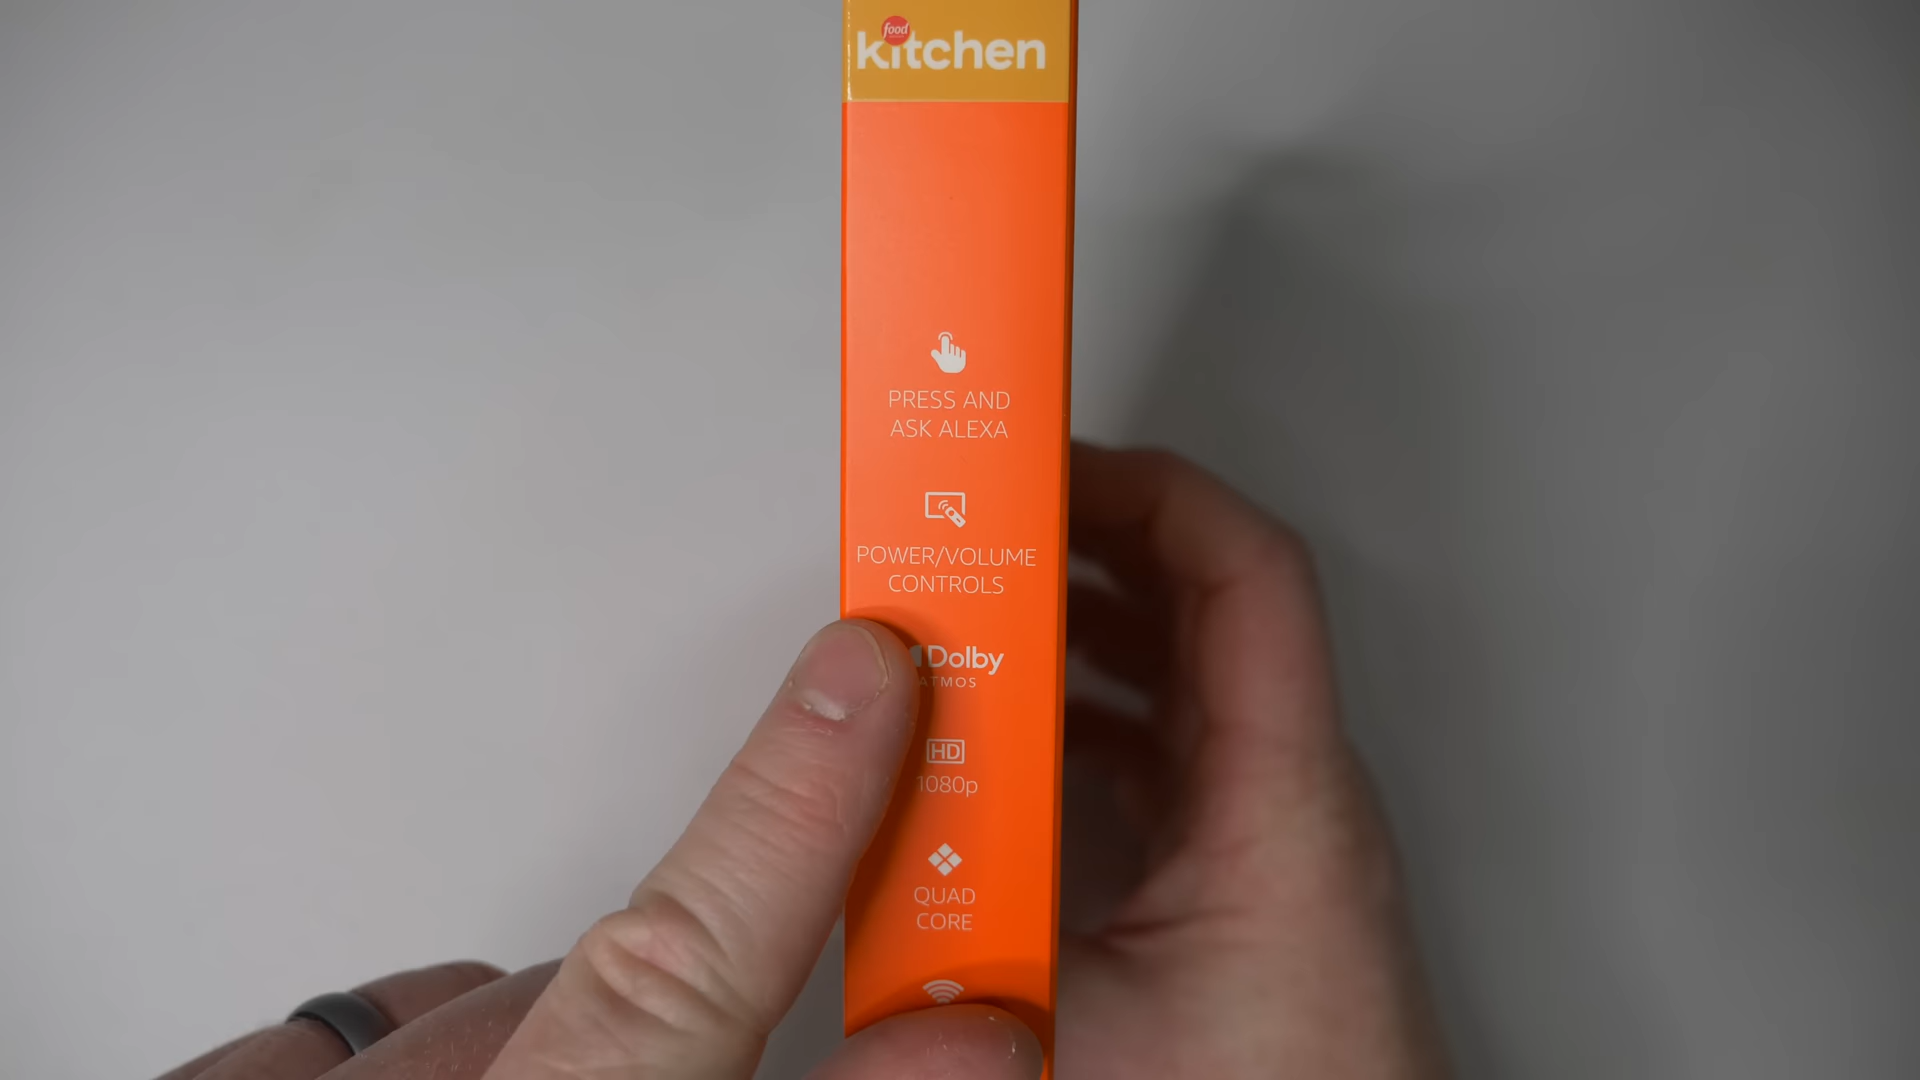 food
kitchen
PRESS AND
ASK ALEXA
POWER/VOLUME
CONTROLS
Dolby
ATMOS
HD
1080p
QUAD
CORE